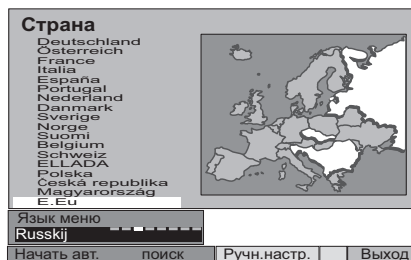 Страна
Deutschland
Österreich
France
Italia
España
Portugal
Nederland
Danmark
Sverige
Norge
Suomi
Belgium
Schweiz
ELLADA
Polska
Česká republika
Magyarország
E.Eu
Язык меню
Russkij
Начать авт. поиск Ручн.настр. Выход